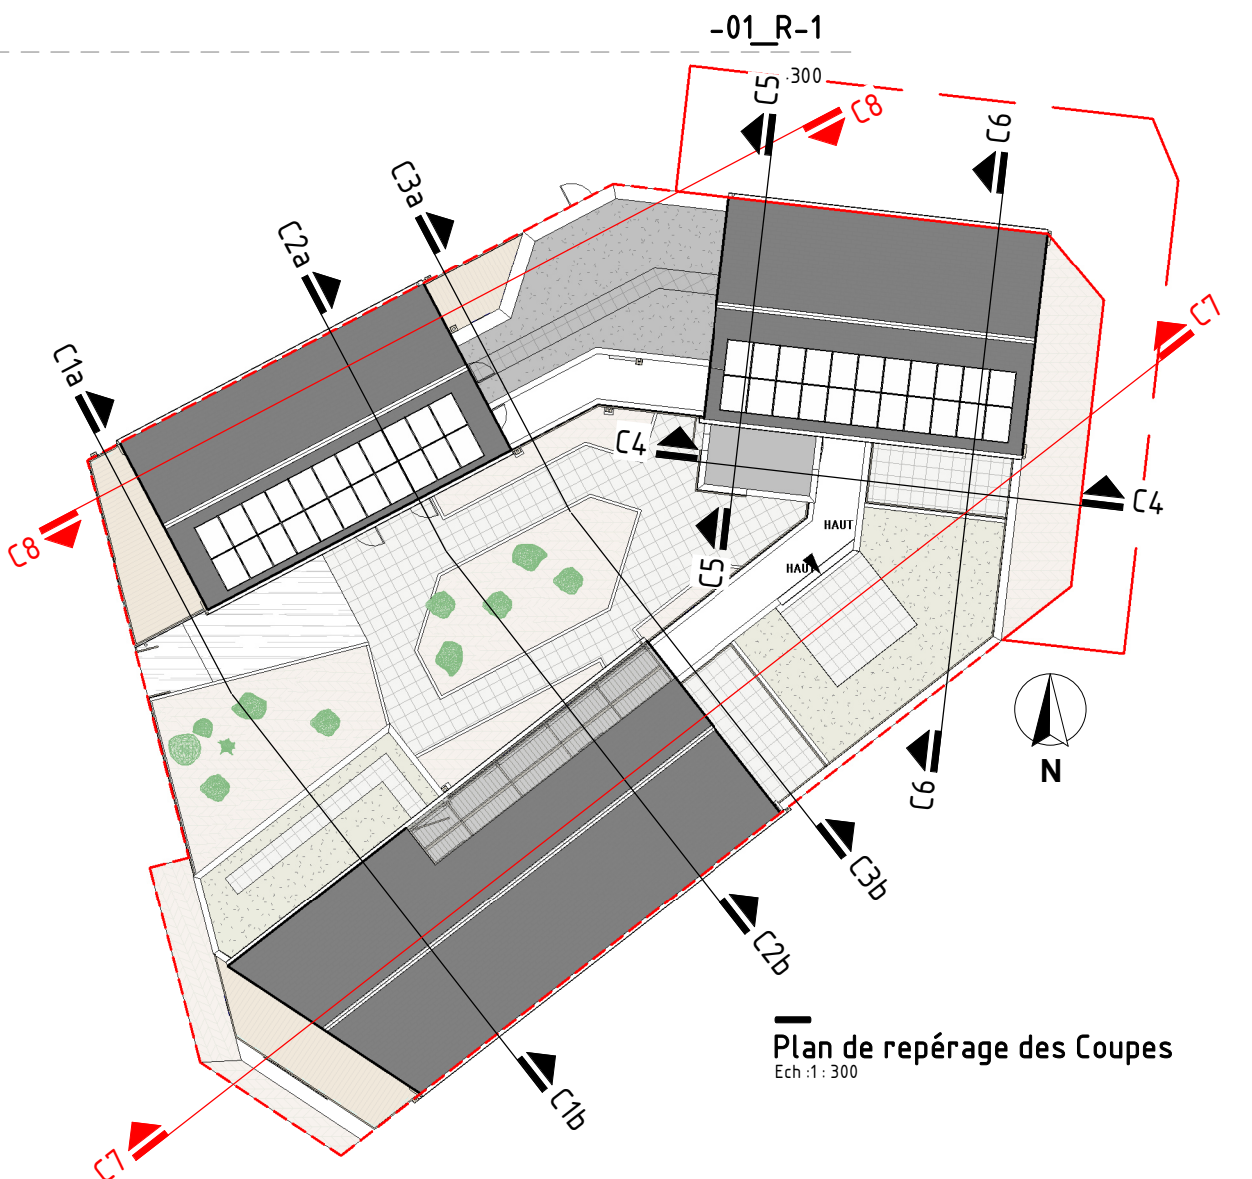 -01_R-1
:300
C5
C8
C6
C3a
C2a
C7
C1a
C4
C4
C8
HAUT
HAUT
C5
N
C6
C3b
C2b
Plan de repérage des Coupes
Ech :1 : 300
C1b
C7